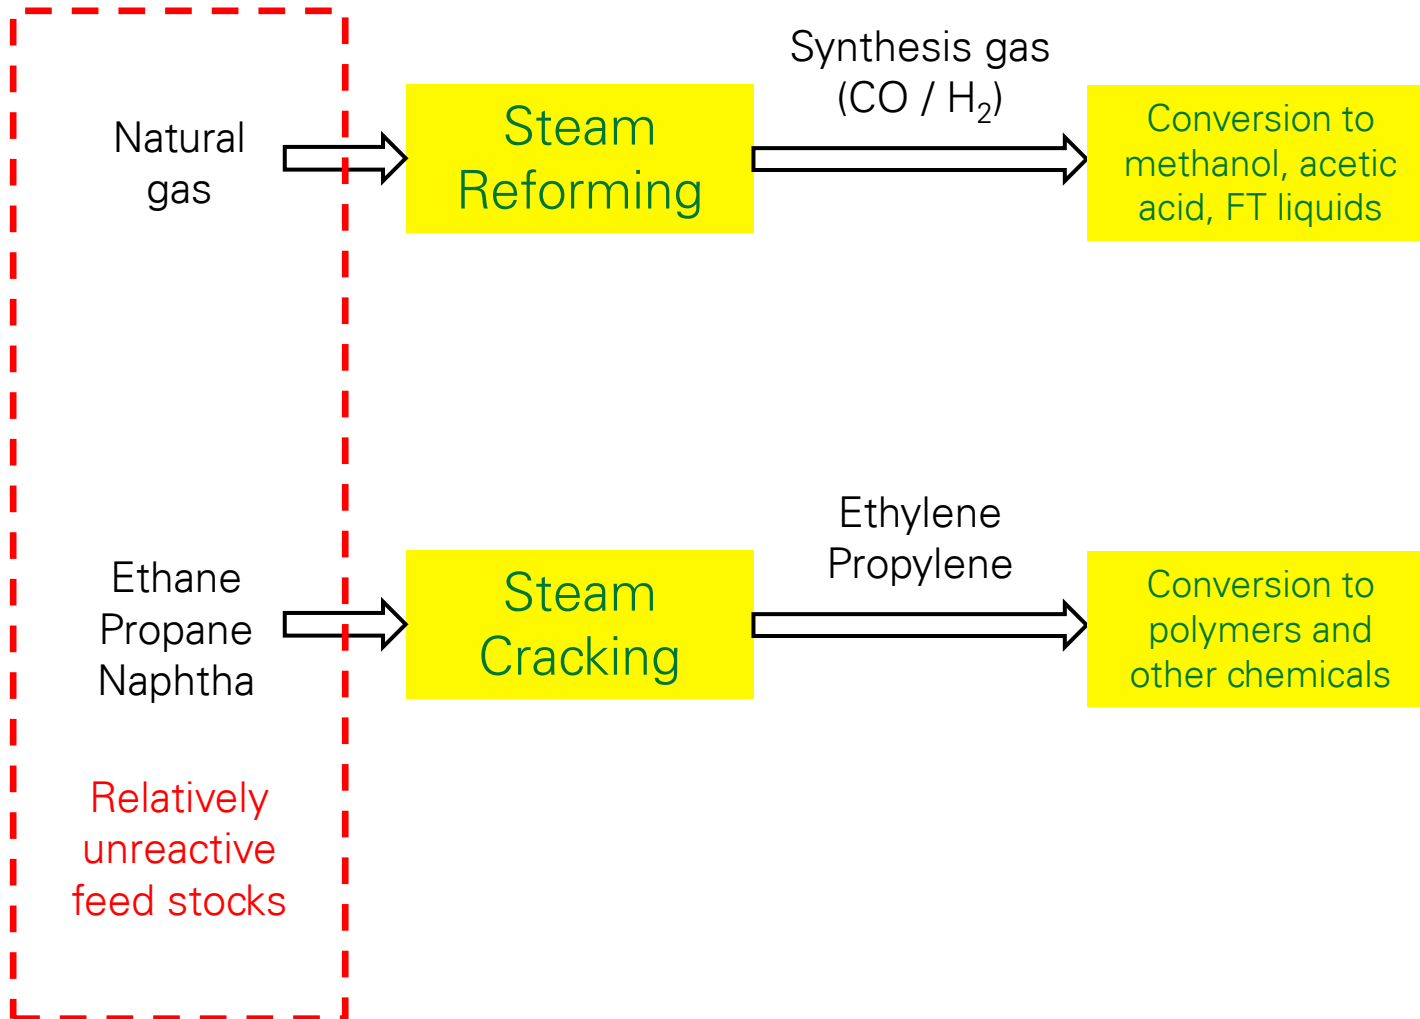 Natural
gas
Steam
Reforming
Synthesis gas
(CO / H₂)
Conversion to
methanol, acetic
acid, FT liquids
Ethane
Propane
Naphtha
Steam
Cracking
Ethylene
Propylene
Conversion to
polymers and
other chemicals
Relatively
unreactive
feed stocks